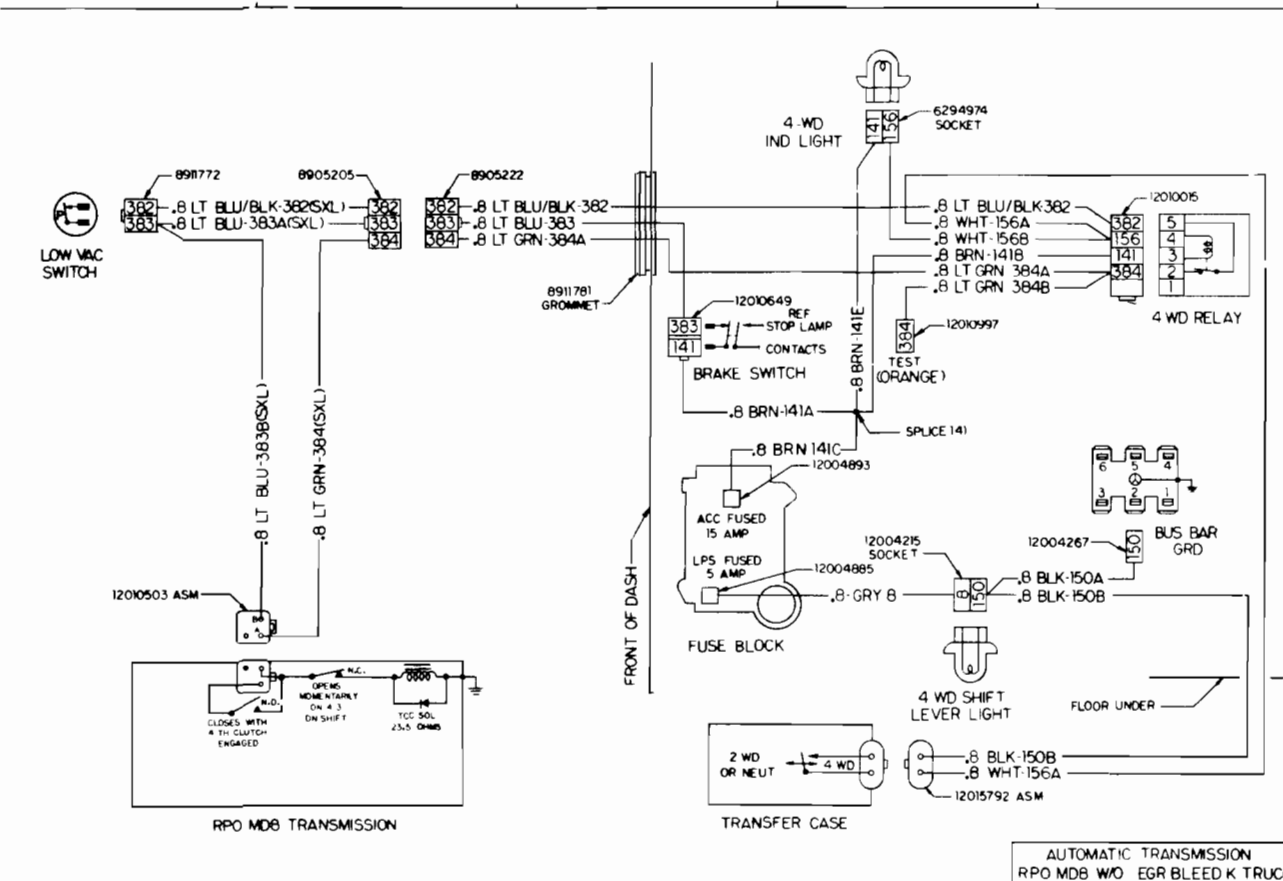 4-WD
IND LIGHT
141
156
6294974
SOCKET
8911772
8905205
8905222
382
383
.8 LT BLU/BLK-382(SXL)
.8 LT BLU-383A(SXL)
382
383
384
382
383
384
.8 LT BLU/BLK-382
.8 LT BLU-383
.8 LT GRN-384A
P
LOW VAC
SWITCH
8911781
GROMMET
.8 LT BLU/BLK-382
.8 WHT-156A
.8 WHT-156B
.8 BRN-141B
.8 LT GRN 384A
.8 LT GRN 384B
12010015
382
156
141
384
5
4
3
2
1
4 WD RELAY
12010649
383
141
REF
STOP LAMP
CONTACTS
BRAKE SWITCH
.8 BRN-141E
384
12010997
TEST
(ORANGE)
.8 BRN-141A
SPLICE 141
.8 BRN 141C
12004893
.8 LT BLU-383B(SXL)
.8 LT GRN-384(SXL)
ACC FUSED
15 AMP
LPS FUSED
5 AMP
12004885
FUSE BLOCK
FRONT OF DASH
.8-GRY 8
12004215
SOCKET
8
150
.8 BLK-150A
.8 BLK-150B
12004267
150
6
5
4
3
2
1
BUS BAR
GRD
4 WD SHIFT
LEVER LIGHT
FLOOR UNDER
12010503 ASM
B
A
N.C.
OPENS
MOMENTARILY
ON 4 3
DN SHIFT
N.O.
CLOSES WITH
4 TH CLUTCH
ENGAGED
TCC SOL
23.5 OHMS
RPO MD8 TRANSMISSION
2 WD
OR NEUT
4 WD
TRANSFER CASE
.8 BLK-150B
.8 WHT-156A
12015792 ASM
AUTOMATIC TRANSMISSION
RPO MD8 W/O EGR BLEED K TRUC